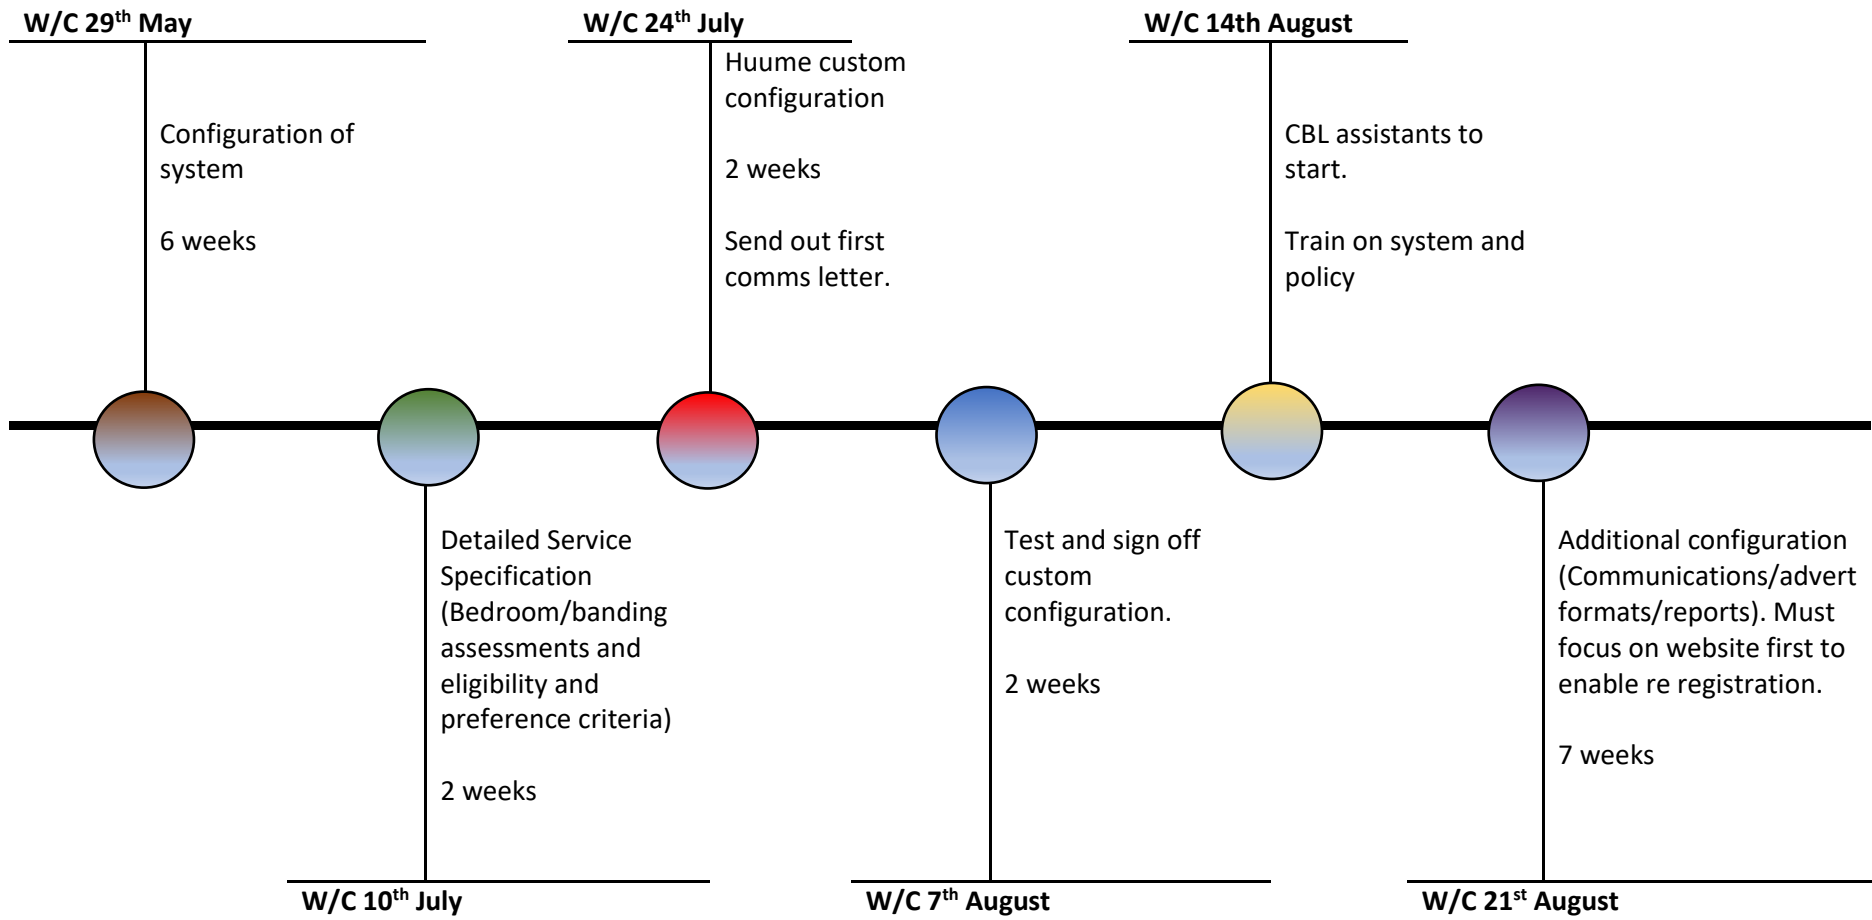 W/C 29th May
Configuration of
system
6 weeks
Detailed Service
Specification
(Bedroom/banding
assessments and
eligibility and
preference criteria)
2 weeks
W/C 10th July
W/C 24th July
Huume custom
configuration
2 weeks
Send out first
comms letter.
Test and sign off
custom
configuration.
2 weeks
W/C 7th August
W/C 14th August
CBL assistants to
start.
Train on system and
policy
Additional configuration
(Communications/advert
formats/reports). Must
focus on website first to
enable re registration.
7 weeks
W/C 21st August